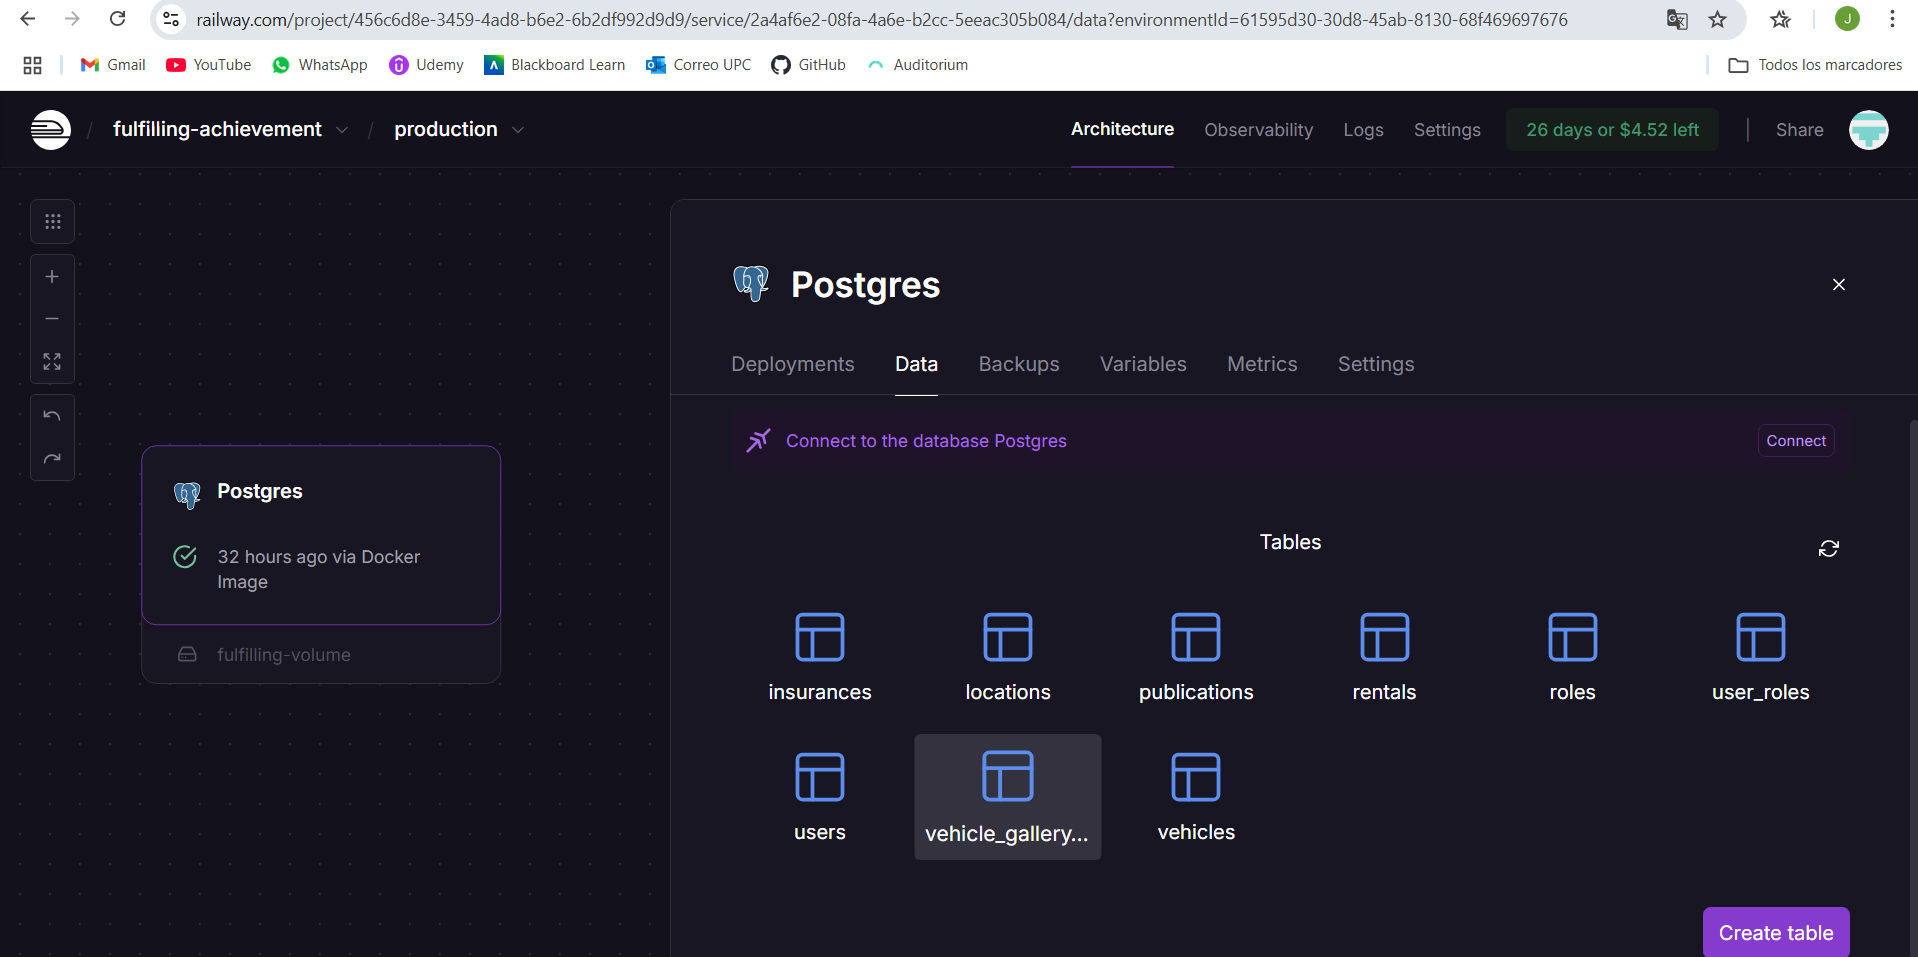 railway.com/project/456c6d8e-3459-4ad8-b6e2-6b2df992d9d9/service/2a4af6e2-08fa-4a6e-b2cc-5eeac305b084/data?environmentId=61595d30-30d8-45ab-8130-68f469697676
J
Gmail YouTube WhatsApp Udemy Blackboard Learn Correo UPC GitHub Auditorium Todos los marcadores
/ fulfilling-achievement / production Architecture Observability Logs Settings 26 days or $4.52 left Share
Postgres
Deployments Data Backups Variables Metrics Settings
Connect to the database Postgres Connect
Postgres
32 hours ago via Docker
Image
fulfilling-volume
Tables
insurances locations publications rentals roles user_roles
users vehicle_gallery... vehicles
Create table